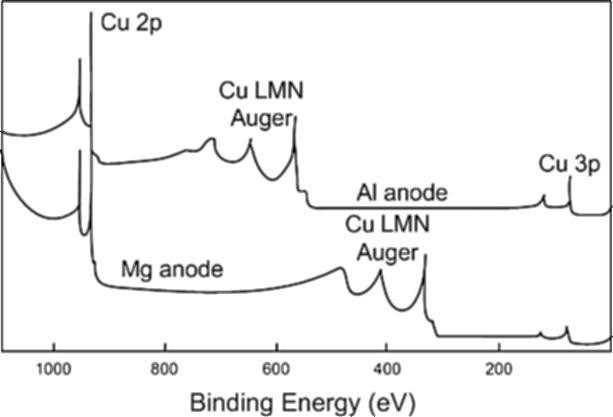 Cu 2p
Cu LMN
Auger
Cu 3p
Al anode
Cu LMN
Auger
Mg anode
1000 800 600 400 200
Binding Energy (eV)